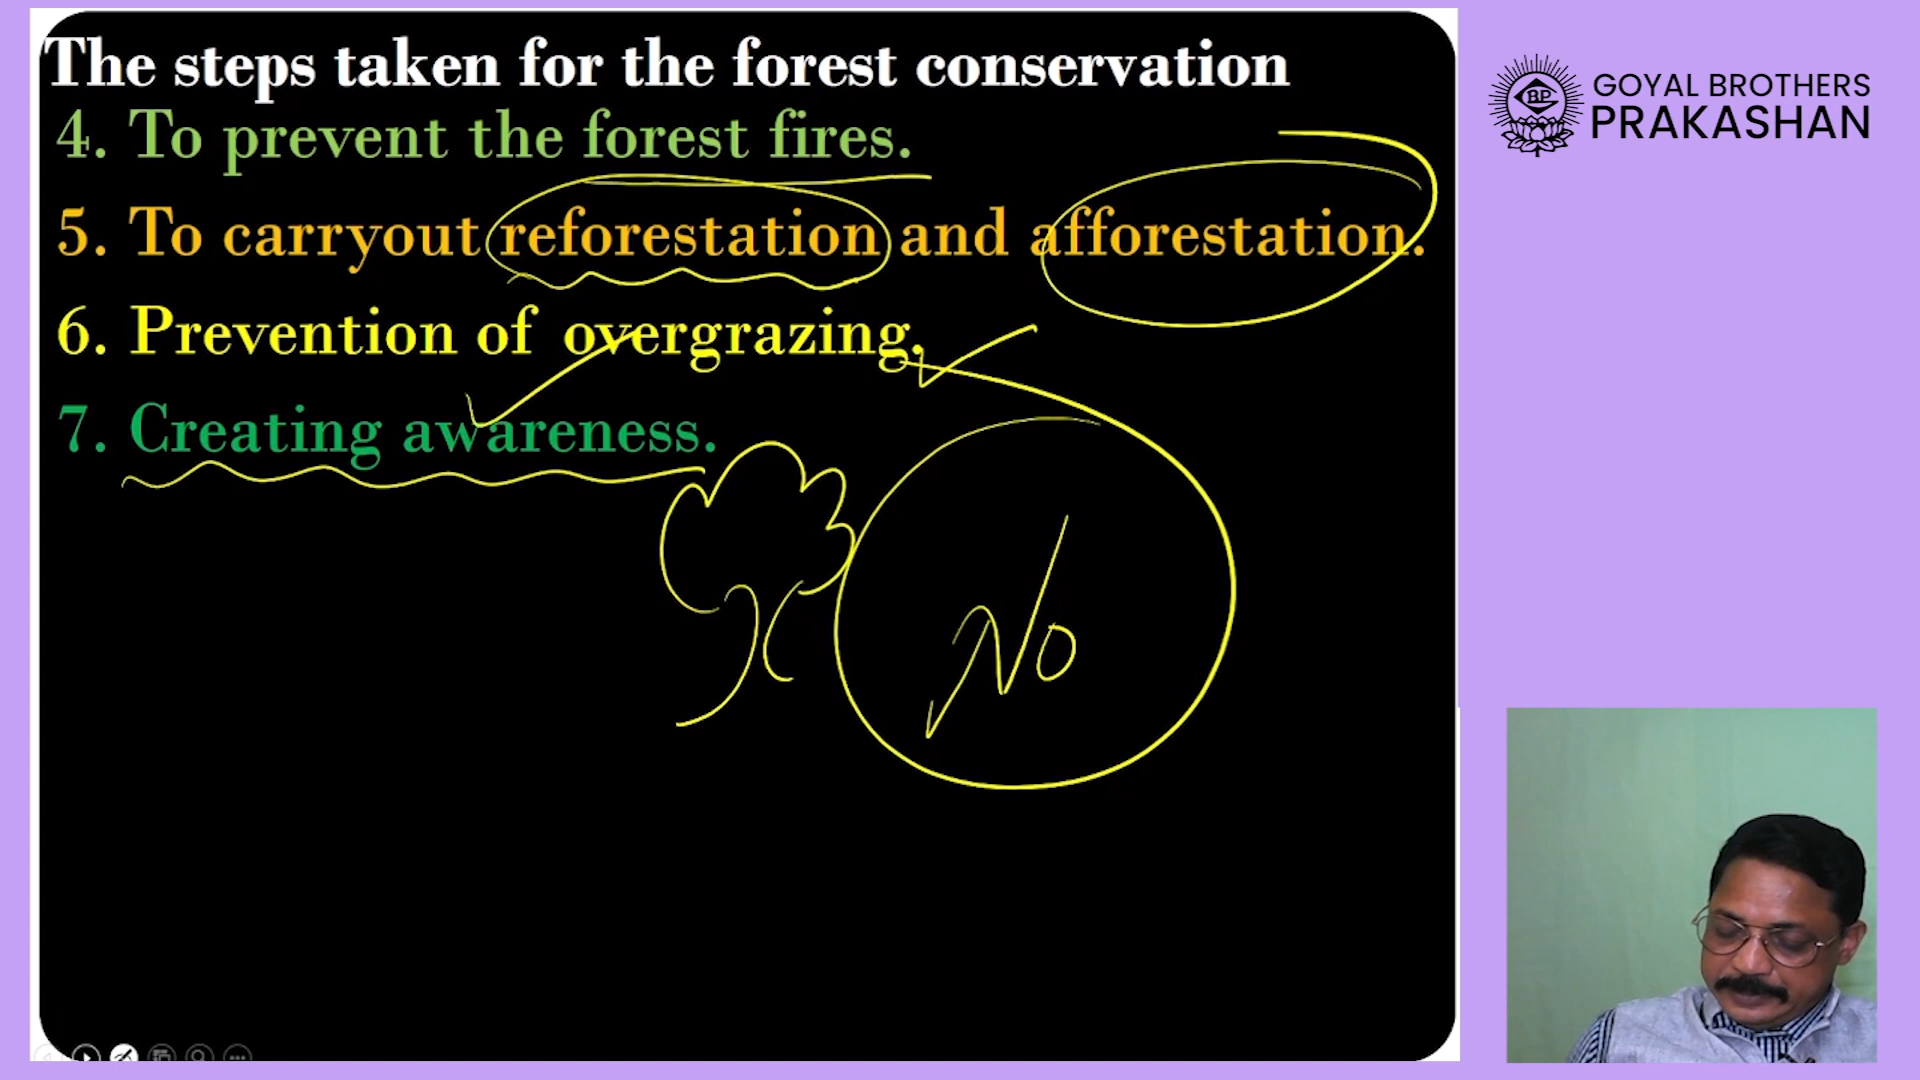 The steps taken for the forest conservation
4. To prevent the forest fires.
5. To carryout reforestation and afforestation.
6. Prevention of overgrazing.
7. Creating awareness.
No
GOYAL BROTHERS
PRAKASHAN
GBP